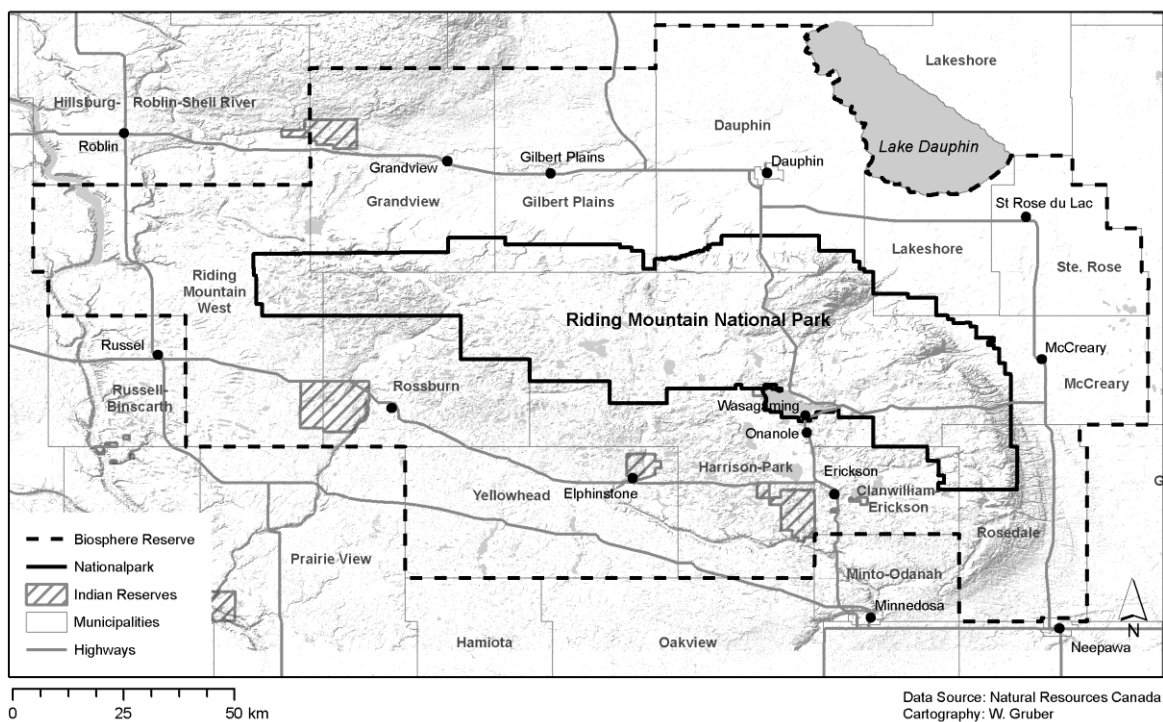 Lakeshore
Hillsburg-
Roblin-Shell River
Dauphin
Roblin
Lake Dauphin
Grandview
Gilbert Plains
Dauphin
Grandview
Gilbert Plains
St Rose du Lac
Lakeshore
Ste. Rose
Riding
Mountain
West
Riding Mountain National Park
Russel
McCreary
Rossburn
McCreary
Russell-
Binscarth
Wasagaming
Onanole
Harrison-Park
Erickson
Yellowhead
Elphinstone
Clanwilliam
Erickson
G
Rosedale
Prairie View
Minto-Odanah
Minnedosa
Hamiota
Oakview
Neepawa
N
Biosphere Reserve
Nationalpark
Indian Reserves
Municipalities
Highways
0 25 50 km
Data Source: Natural Resources Canada
Cartography: W. Gruber